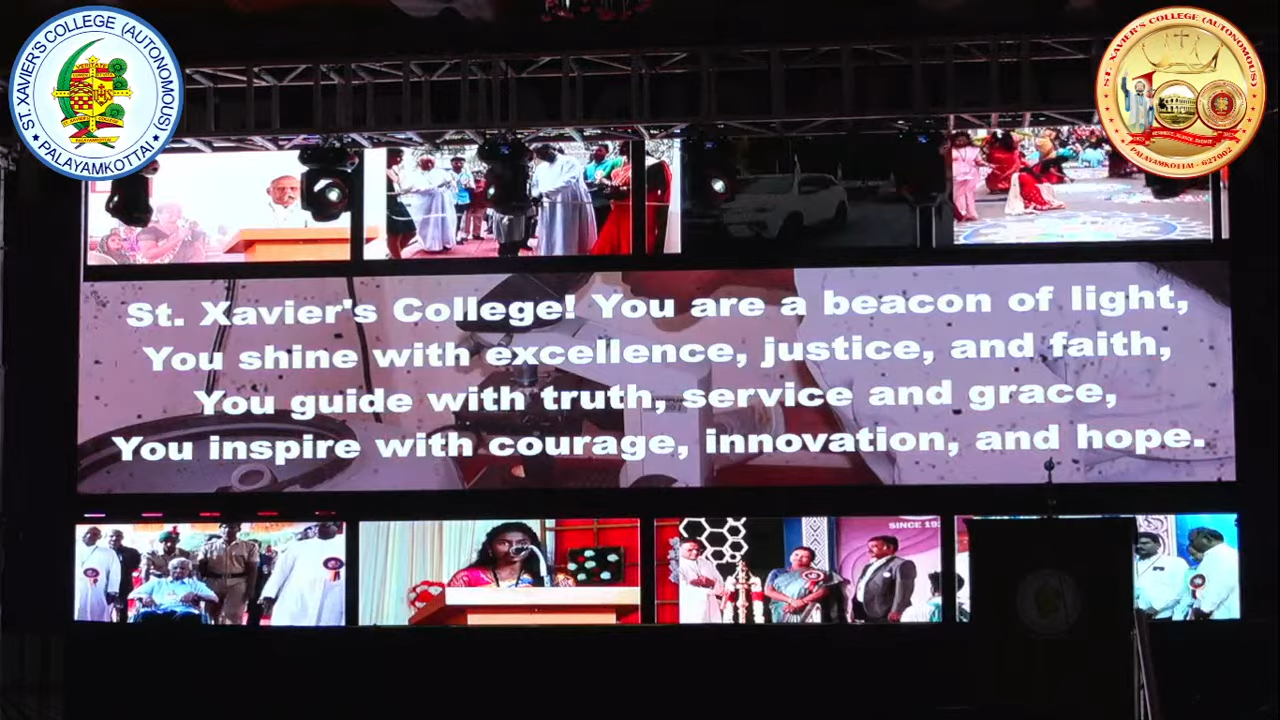 ST. XAVIER'S COLLEGE (AUTONOMOUS)
★ PALAYAMKOTTAI ★
VERITATE
ST. XAVIER'S COLLEGE (AUTONOMOUS)
PALAYAMKOTTAI - 627002
St. Xavier's College! You are a beacon of light,
You shine with excellence, justice, and faith,
You guide with truth, service and grace,
You inspire with courage, innovation, and hope.
SINCE 19